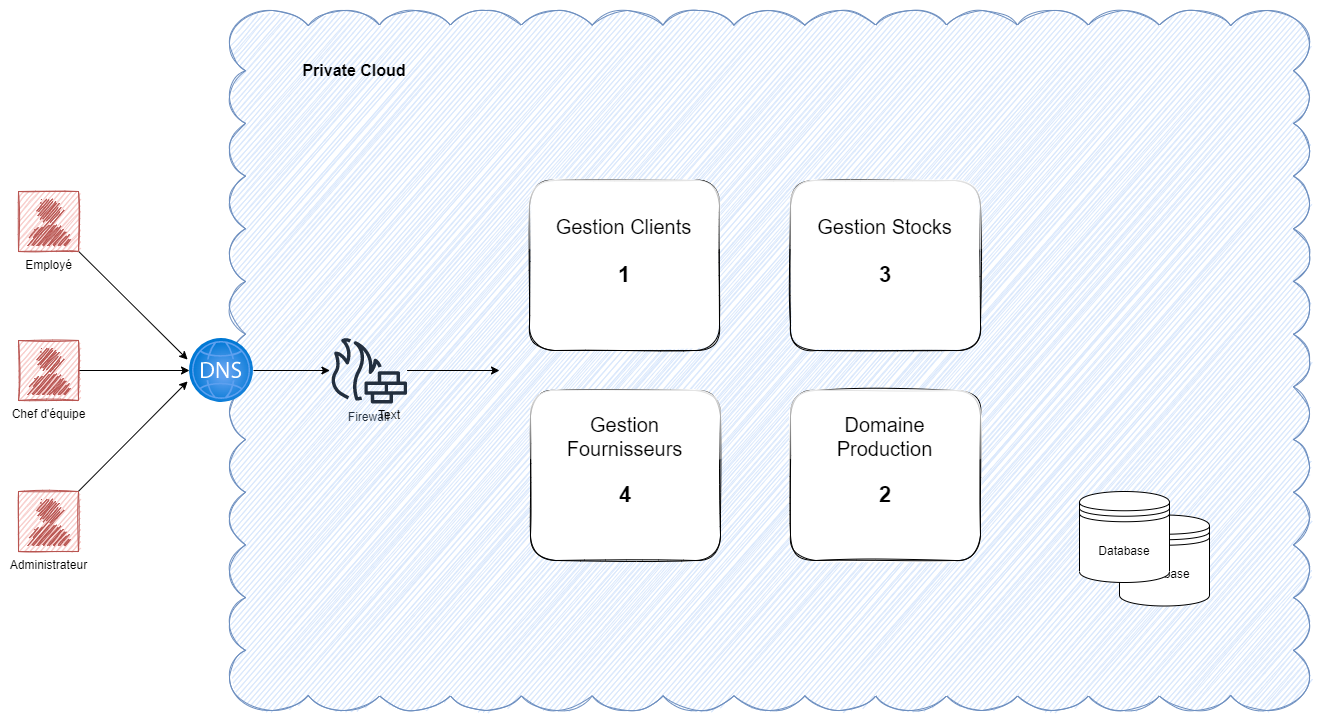 Private Cloud
Employé
Chef d'équipe
Administrateur
DNS
Firewall
Text
Gestion Clients
1
Gestion Stocks
3
Gestion
Fournisseurs
4
Domaine
Production
2
Database
base